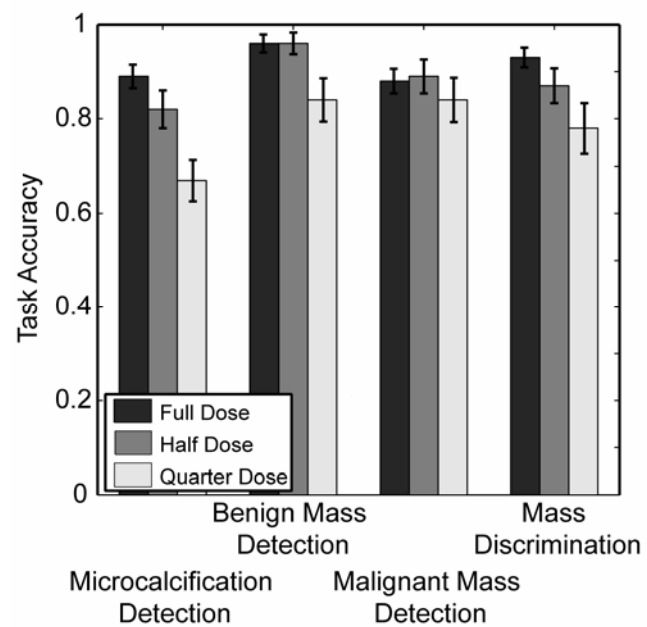 1
0.8
0.6
0.4
0.2
0
Task Accuracy
Full Dose
Half Dose
Quarter Dose
Benign Mass
Detection
Mass
Discrimination
Microcalcification
Detection
Malignant Mass
Detection